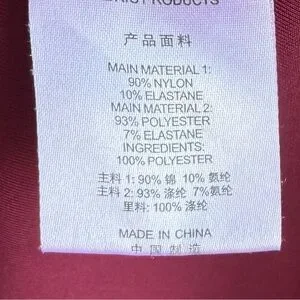 PRODUCTS
产品面料
MAIN MATERIAL 1:
90% NYLON
10% ELASTANE
MAIN MATERIAL 2:
93% POLYESTER
7% ELASTANE
INGREDIENTS:
100% POLYESTER
主料 1: 90% 锦 10% 氨纶
主料 2: 93% 涤纶 7%氨纶
里料: 100% 涤纶
MADE IN CHINA
中国制造